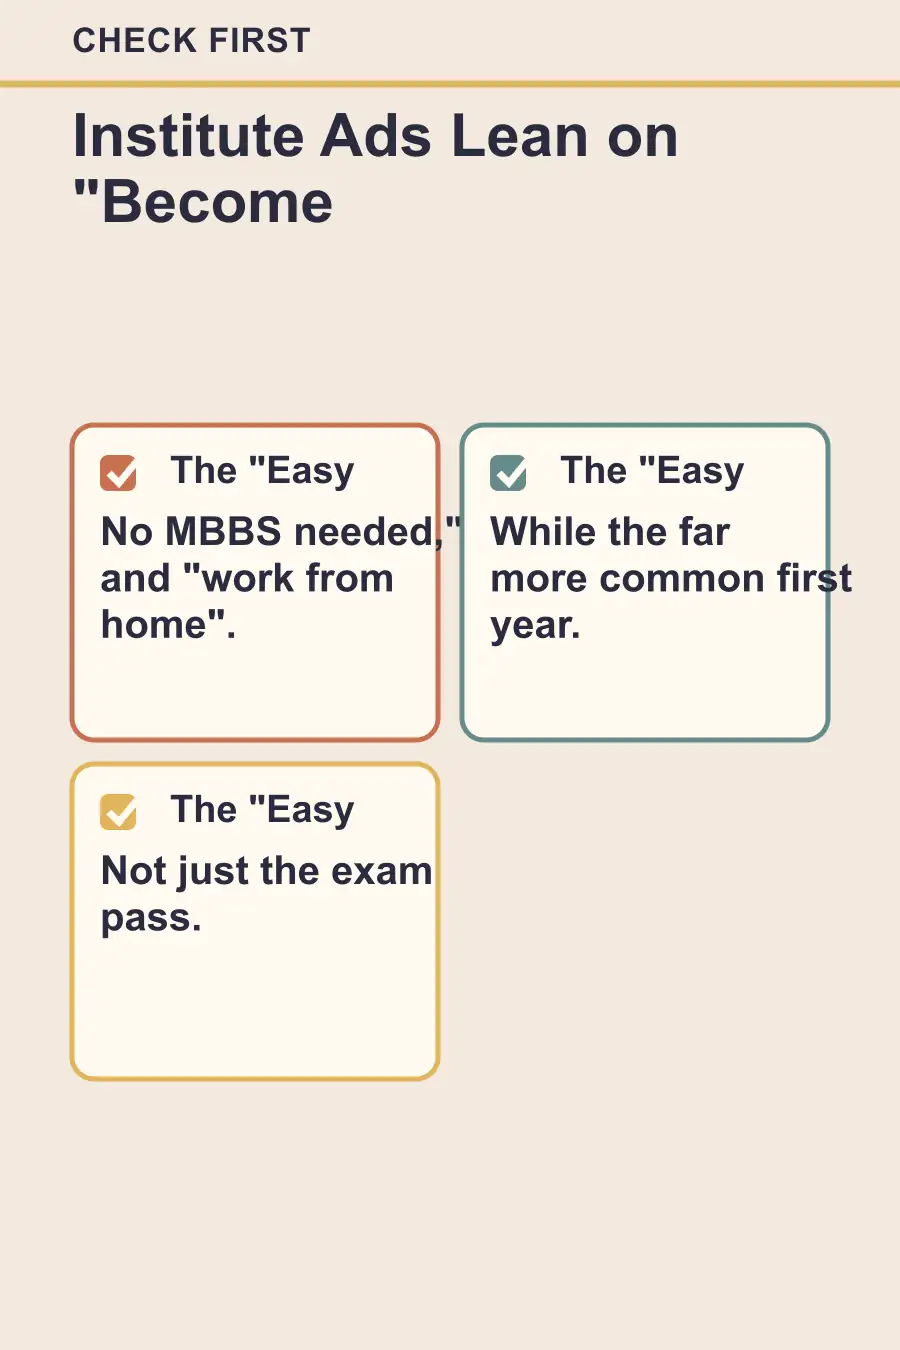 CHECK FIRST
Institute Ads Lean on
"Become
The "Easy
No MBBS needed,"
and "work from
home".
The "Easy
While the far
more common first
year.
The "Easy
Not just the exam
pass.